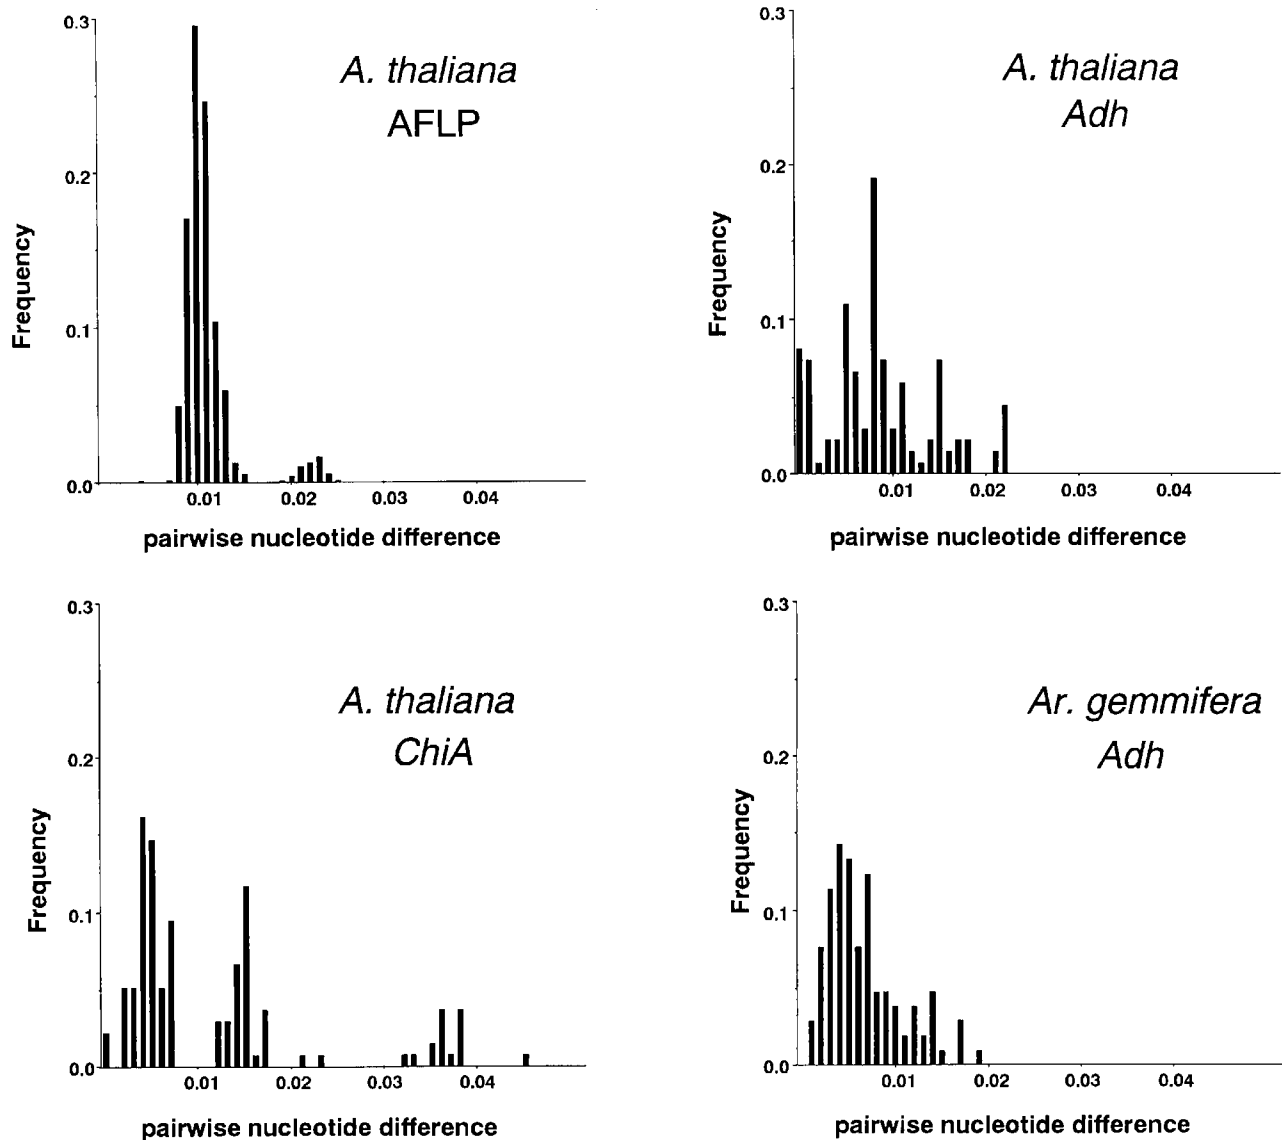 0.3
A. thaliana
AFLP
0.2
Frequency
0.1
0.0
0.01 0.02 0.03 0.04
pairwise nucleotide difference
0.3
A. thaliana
Adh
0.2
Frequency
0.1
0.0
0.01 0.02 0.03 0.04
pairwise nucleotide difference
0.3
A. thaliana
ChiA
0.2
Frequency
0.1
0.0
0.01 0.02 0.03 0.04
pairwise nucleotide difference
0.3
Ar. gemmifera
Adh
0.2
Frequency
0.1
0.0
0.01 0.02 0.03 0.04
pairwise nucleotide difference